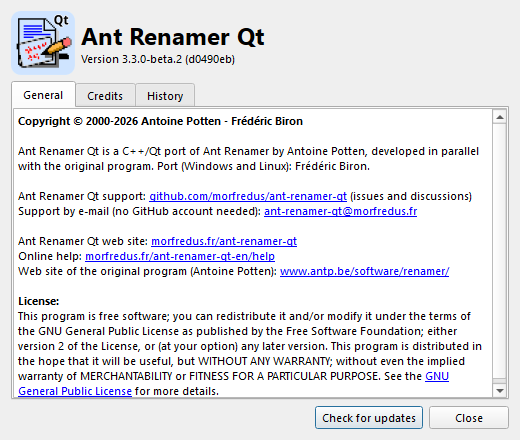 Qt
Ant Renamer Qt
Version 3.3.0-beta.2 (d0490eb)
General
Credits
History
Copyright © 2000-2026 Antoine Potten - Frédéric Biron
Ant Renamer Qt is a C++/Qt port of Ant Renamer by Antoine Potten, developed in parallel
with the original program. Port (Windows and Linux): Frédéric Biron.
Ant Renamer Qt support: github.com/morfredus/ant-renamer-qt (issues and discussions)
Support by e-mail (no GitHub account needed): ant-renamer-qt@morfredus.fr
Ant Renamer Qt web site: morfredus.fr/ant-renamer-qt
Online help: morfredus.fr/ant-renamer-qt-en/help
Web site of the original program (Antoine Potten): www.antp.be/software/renamer/
License:
This program is free software; you can redistribute it and/or modify it under the terms of
the GNU General Public License as published by the Free Software Foundation; either
version 2 of the License, or (at your option) any later version. This program is distributed in
the hope that it will be useful, but WITHOUT ANY WARRANTY; without even the implied
warranty of MERCHANTABILITY or FITNESS FOR A PARTICULAR PURPOSE. See the GNU
General Public License for more details.
Check for updates
Close